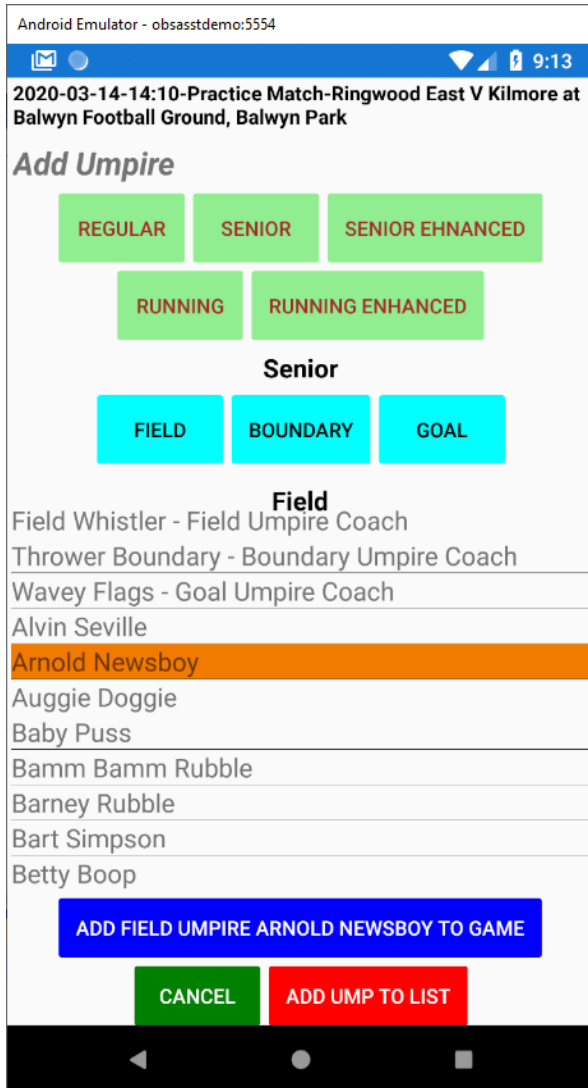 Android Emulator - obsasstdemo:5554
9:13
2020-03-14-14:10-Practice Match-Ringwood East V Kilmore at
Balwyn Football Ground, Balwyn Park
Add Umpire
REGULAR SENIOR SENIOR EHNANCED
RUNNING RUNNING ENHANCED
Senior
FIELD BOUNDARY GOAL
Field
Field Whistler - Field Umpire Coach
Thrower Boundary - Boundary Umpire Coach
Wavey Flags - Goal Umpire Coach
Alvin Seville
Arnold Newsboy
Auggie Doggie
Baby Puss
Bamm Bamm Rubble
Barney Rubble
Bart Simpson
Betty Boop
ADD FIELD UMPIRE ARNOLD NEWSBOY TO GAME
CANCEL ADD UMP TO LIST